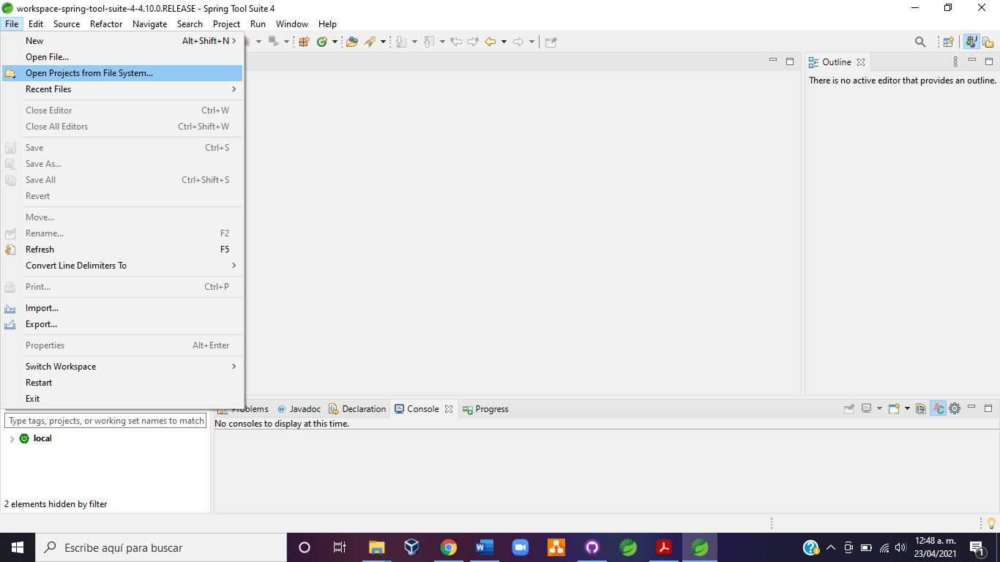 workspace-spring-tool-suite-4-4.10.0.RELEASE - Spring Tool Suite 4
File Edit Source Refactor Navigate Search Project Run Window Help
New Alt+Shift+N
Open File...
Open Projects from File System...
Recent Files
Close Editor Ctrl+W
Close All Editors Ctrl+Shift+W
Save Ctrl+S
Save As...
Save All Ctrl+Shift+S
Revert
Move...
Rename... F2
Refresh F5
Convert Line Delimiters To
Print... Ctrl+P
Import...
Export...
Properties Alt+Enter
Switch Workspace
Restart
Exit
Outline
There is no active editor that provides an outline.
Problems Javadoc Declaration Console Progress
No consoles to display at this time.
Type tags, projects, or working set names to match
local
2 elements hidden by filter
Escribe aquí para buscar
12:48 a. m.
23/04/2021
1